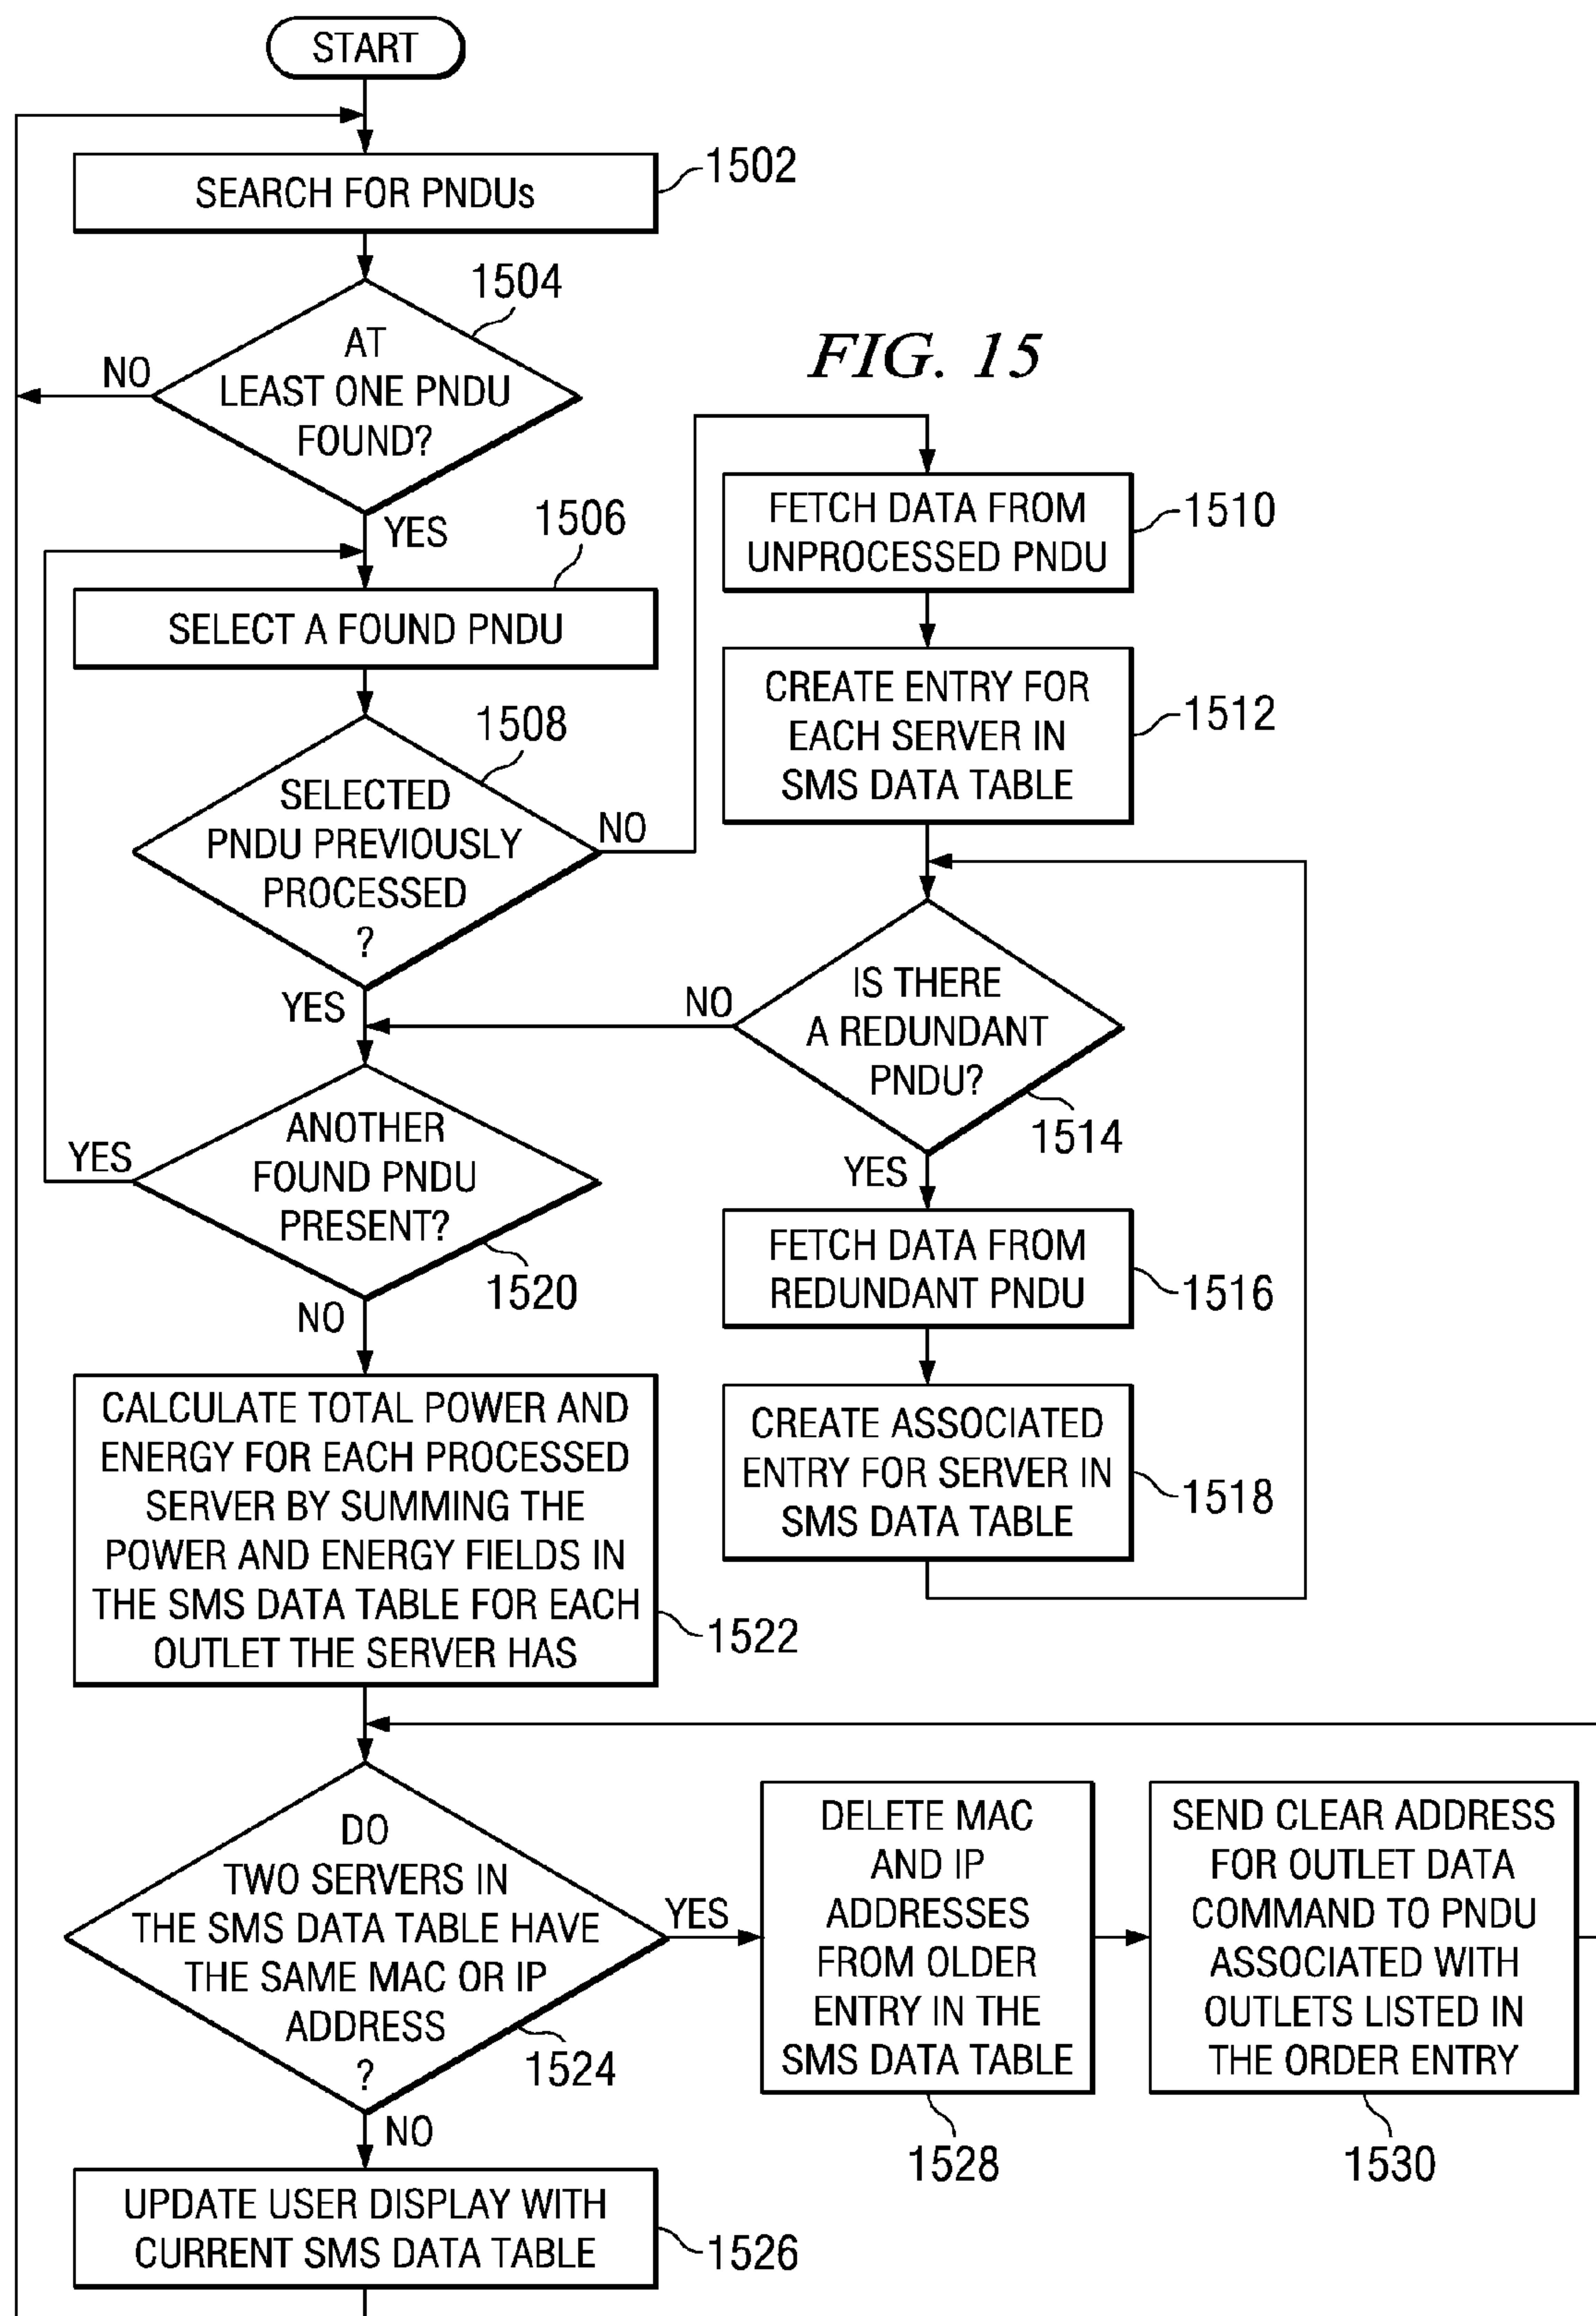 START
SEARCH FOR PNDUs
1502
1504
AT
LEAST ONE PNDU
FOUND?
NO
YES
FIG. 15
1506
SELECT A FOUND PNDU
1508
SELECTED
PNDU PREVIOUSLY
PROCESSED
?
NO
YES
FETCH DATA FROM
UNPROCESSED PNDU
1510
CREATE ENTRY FOR
EACH SERVER IN
SMS DATA TABLE
1512
IS THERE
A REDUNDANT
PNDU?
NO
1514
YES
FETCH DATA FROM
REDUNDANT PNDU
1516
CREATE ASSOCIATED
ENTRY FOR SERVER IN
SMS DATA TABLE
1518
ANOTHER
FOUND PNDU
PRESENT?
YES
1520
NO
CALCULATE TOTAL POWER AND
ENERGY FOR EACH PROCESSED
SERVER BY SUMMING THE
POWER AND ENERGY FIELDS IN
THE SMS DATA TABLE FOR EACH
OUTLET THE SERVER HAS
1522
DO
TWO SERVERS IN
THE SMS DATA TABLE HAVE
THE SAME MAC OR IP
ADDRESS
?
1524
YES
NO
DELETE MAC
AND IP
ADDRESSES
FROM OLDER
ENTRY IN THE
SMS DATA TABLE
1528
SEND CLEAR ADDRESS
FOR OUTLET DATA
COMMAND TO PNDU
ASSOCIATED WITH
OUTLETS LISTED IN
THE ORDER ENTRY
1530
UPDATE USER DISPLAY WITH
CURRENT SMS DATA TABLE
1526